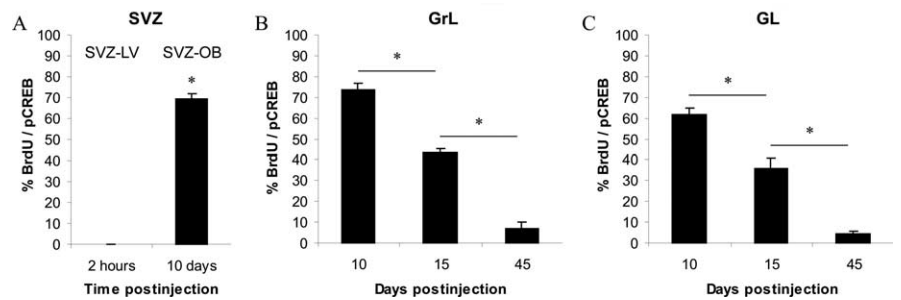 A
SVZ
% BrdU / pCREB
100
90
80
70
60
50
40
30
20
10
0
SVZ-LV SVZ-OB
*
2 hours 10 days
Time postinjection
B
GrL
% BrdU / pCREB
100
90
80
70
60
50
40
30
20
10
0
*
*
10 15 45
Days postinjection
C
GL
% BrdU / pCREB
100
90
80
70
60
50
40
30
20
10
0
*
*
10 15 45
Days postinjection